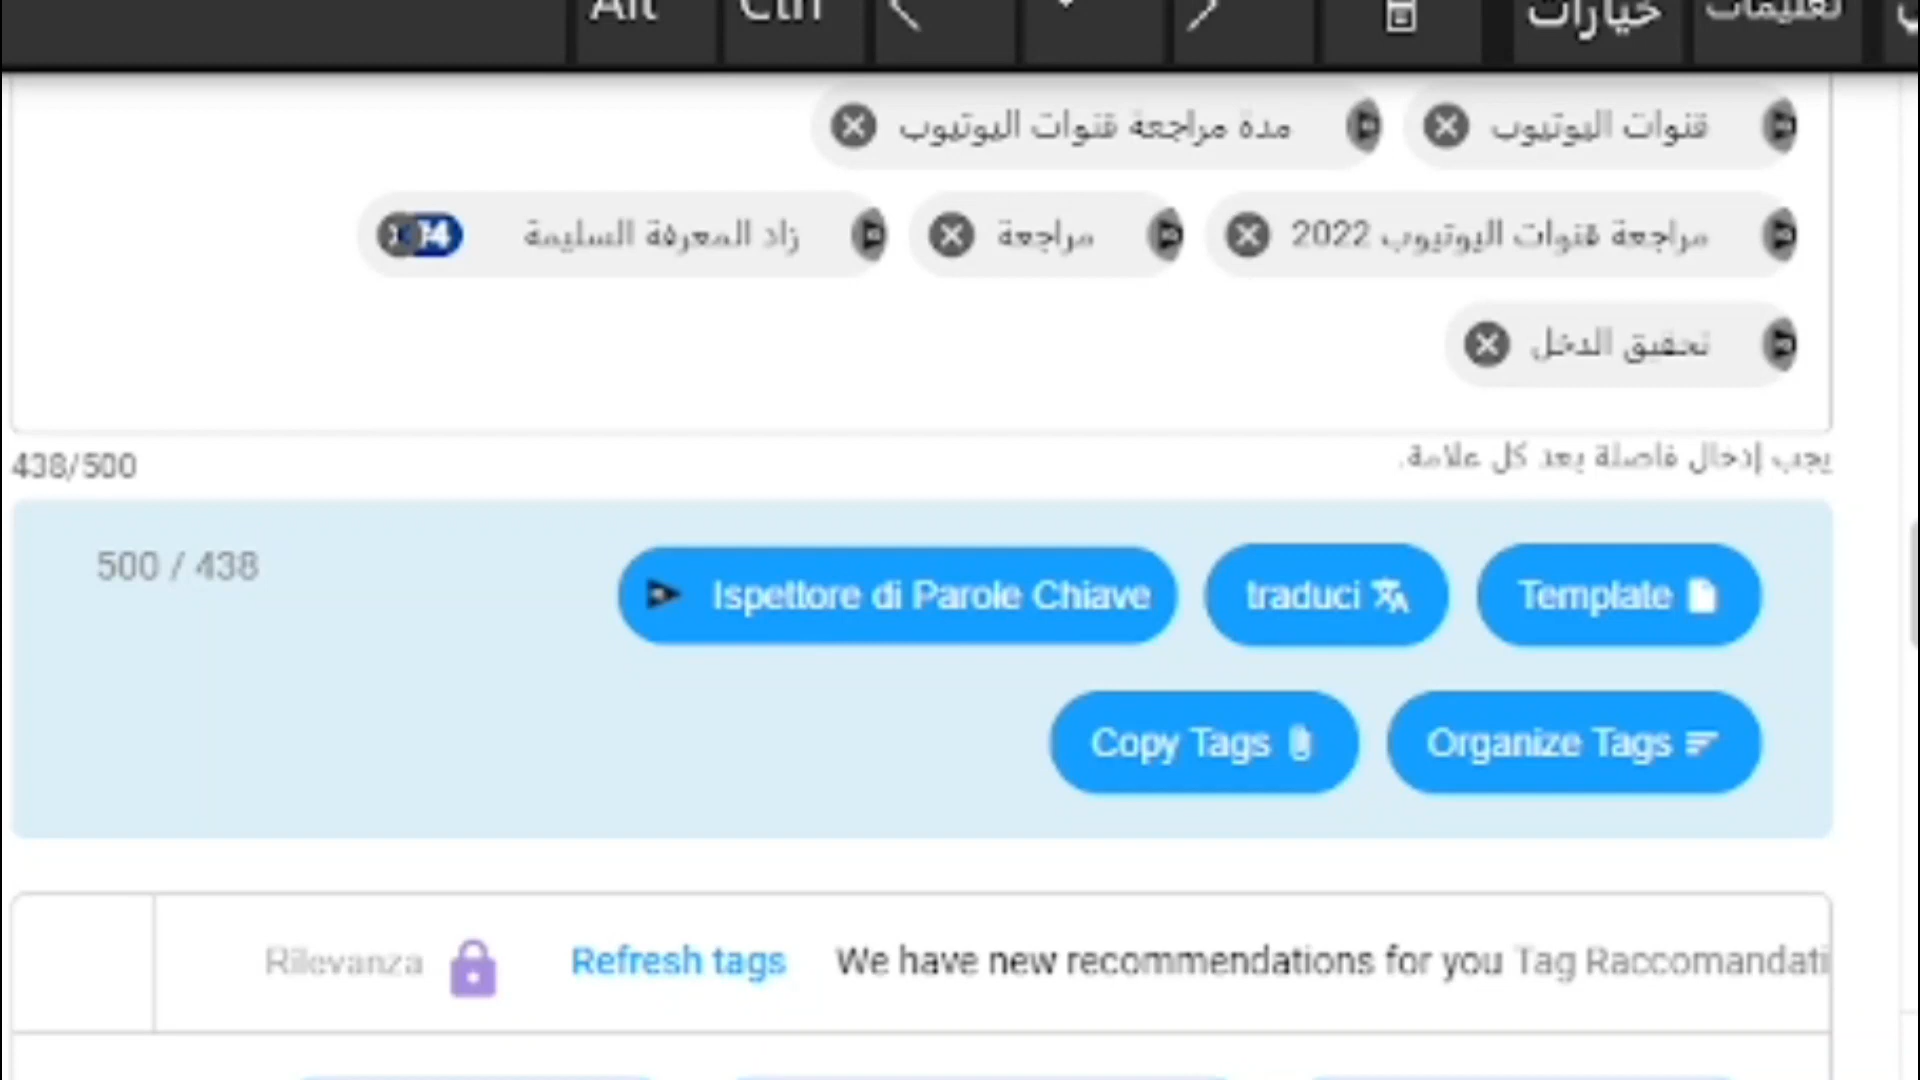 Alt Ctrl خيارات تعليمات
قنوات اليوتيوب مدة مراجعة قنوات اليوتيوب
مراجعة قنوات اليوتيوب 2022 مراجعة زاد المعرفة السليمة
تحقيق الدخل
يجب إدخال فاصلة بعد كل علامة.
438/500
500 / 438
Ispettore di Parole Chiave traduci Template
Copy Tags Organize Tags
Rilevanza Refresh tags We have new recommendations for you Tag Raccomandati